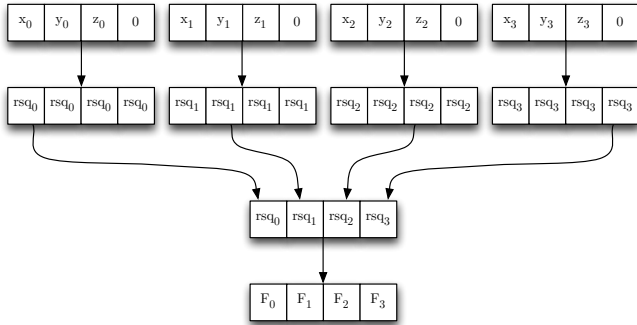 x₀ y₀ z₀ 0 x₁ y₁ z₁ 0 x₂ y₂ z₂ 0 x₃ y₃ z₃ 0
rsq₀ rsq₀ rsq₀ rsq₀ rsq₁ rsq₁ rsq₁ rsq₁ rsq₂ rsq₂ rsq₂ rsq₂ rsq₃ rsq₃ rsq₃ rsq₃
rsq₀ rsq₁ rsq₂ rsq₃
F₀ F₁ F₂ F₃